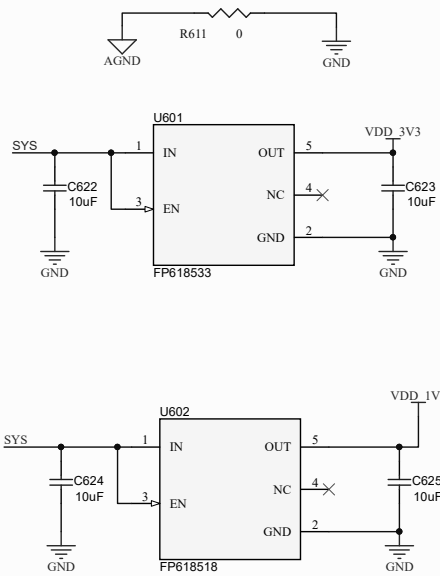 R611 0
AGND GND
U601
SYS 1 IN OUT 5 VDD_3V3
C622 10uF
NC 4
C623 10uF
3 EN
GND 2
GND
GND
FP618533
VDD_1V
U602
SYS 1 IN OUT 5
C624 10uF
NC 4
C625 10uF
3 EN
GND 2
GND
GND
FP618518